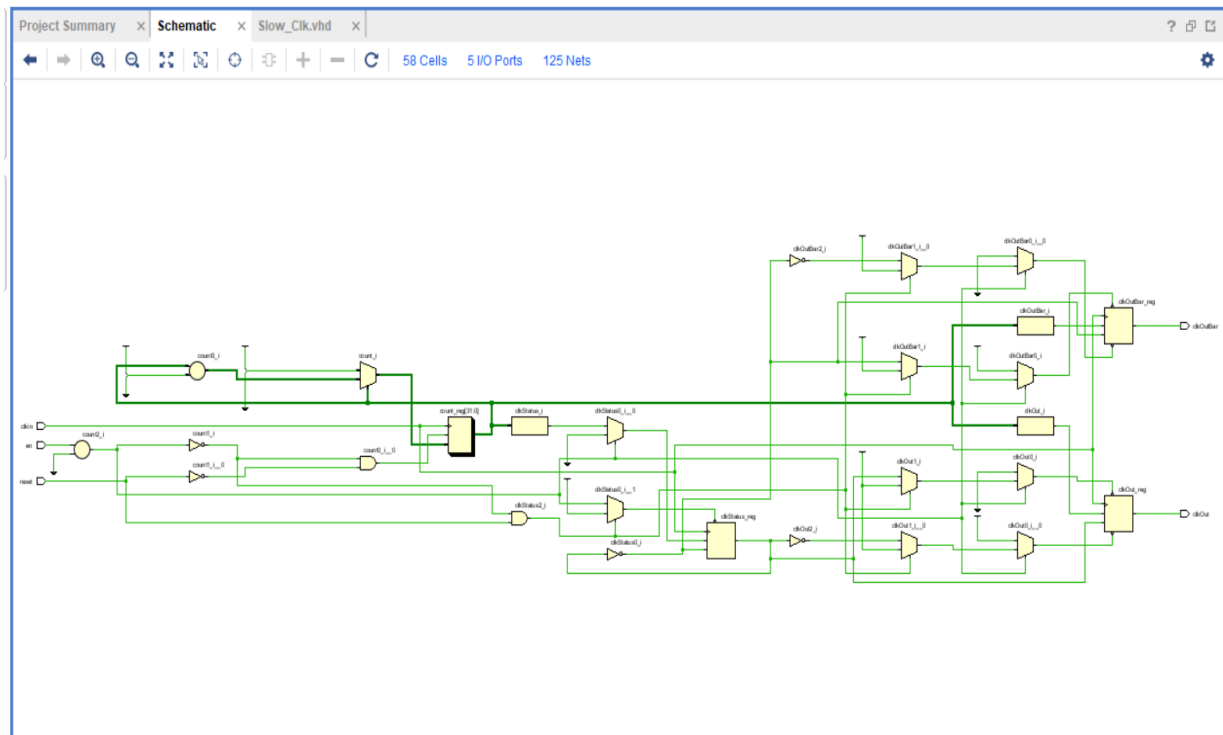 Project Summary × Schematic × Slow_Clk.vhd ×
?
58 Cells 5 I/O Ports 125 Nets
clkOutBar2_i
clkOutBar1_i__0
clkOutBar0_i__0
clkOutBar_reg
clkOutBar_i
clkOutBar
count0_i
count_i
clkOutBar1_i
clkOutBar0_i
count_reg[31:0]
clkStatus_i
clkStatus0_i__0
clkOut_i
clkIn
en
count2_i
count1_i
count0_i__0
reset
count1_i__0
clkOut1_i
clkOut0_i
clkStatus0_i__1
clkOut_reg
clkStatus2_i
clkStatus_reg
clkOut
clkStatus0_i
clkOut2_i
clkOut1_i__0
clkOut0_i__0